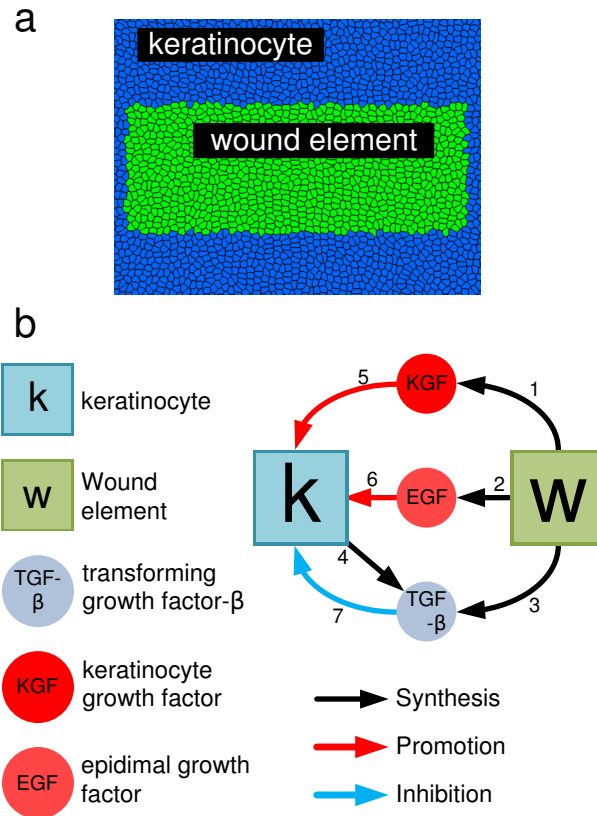 a
keratinocyte
wound element
b
k
keratinocyte
w
Wound
element
TGF-
β
transforming
growth factor-β
KGF
keratinocyte
growth factor
EGF
epidimal growth
factor
5
KGF
1
k
6
EGF
2
w
4
TGF
-β
7
3
Synthesis
Promotion
Inhibition